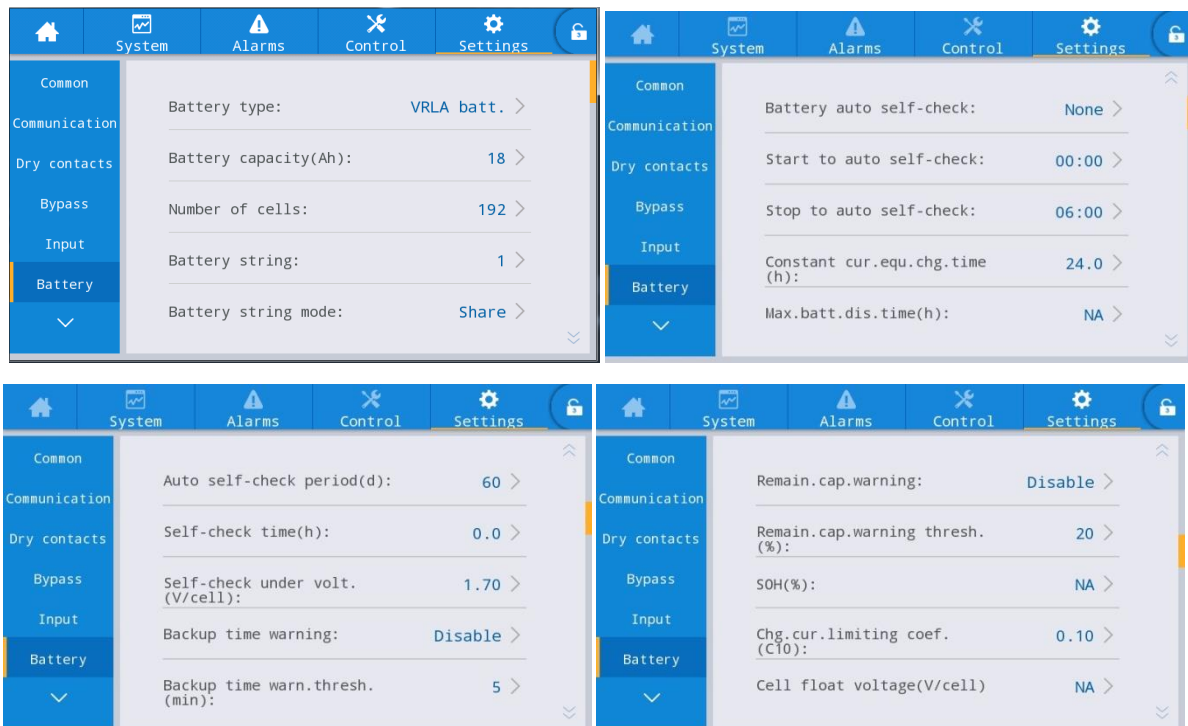 System
Alarms
Control
Settings
Common
Communication
Dry contacts
Bypass
Input
Battery
Battery type: VRLA batt.
Battery capacity(Ah): 18
Number of cells: 192
Battery string: 1
Battery string mode: Share
System
Alarms
Control
Settings
Common
Communication
Dry contacts
Bypass
Input
Battery
Battery auto self-check: None
Start to auto self-check: 00:00
Stop to auto self-check: 06:00
Constant cur.equ.chg.time
(h): 24.0
Max.batt.dis.time(h): NA
System
Alarms
Control
Settings
Common
Communication
Dry contacts
Bypass
Input
Battery
Auto self-check period(d): 60
Self-check time(h): 0.0
Self-check under volt.
(V/cell): 1.70
Backup time warning: Disable
Backup time warn.thresh.
(min): 5
System
Alarms
Control
Settings
Common
Communication
Dry contacts
Bypass
Input
Battery
Remain.cap.warning: Disable
Remain.cap.warning thresh.
(%): 20
SOH(%): NA
Chg.cur.limiting coef.
(C10): 0.10
Cell float voltage(V/cell) NA